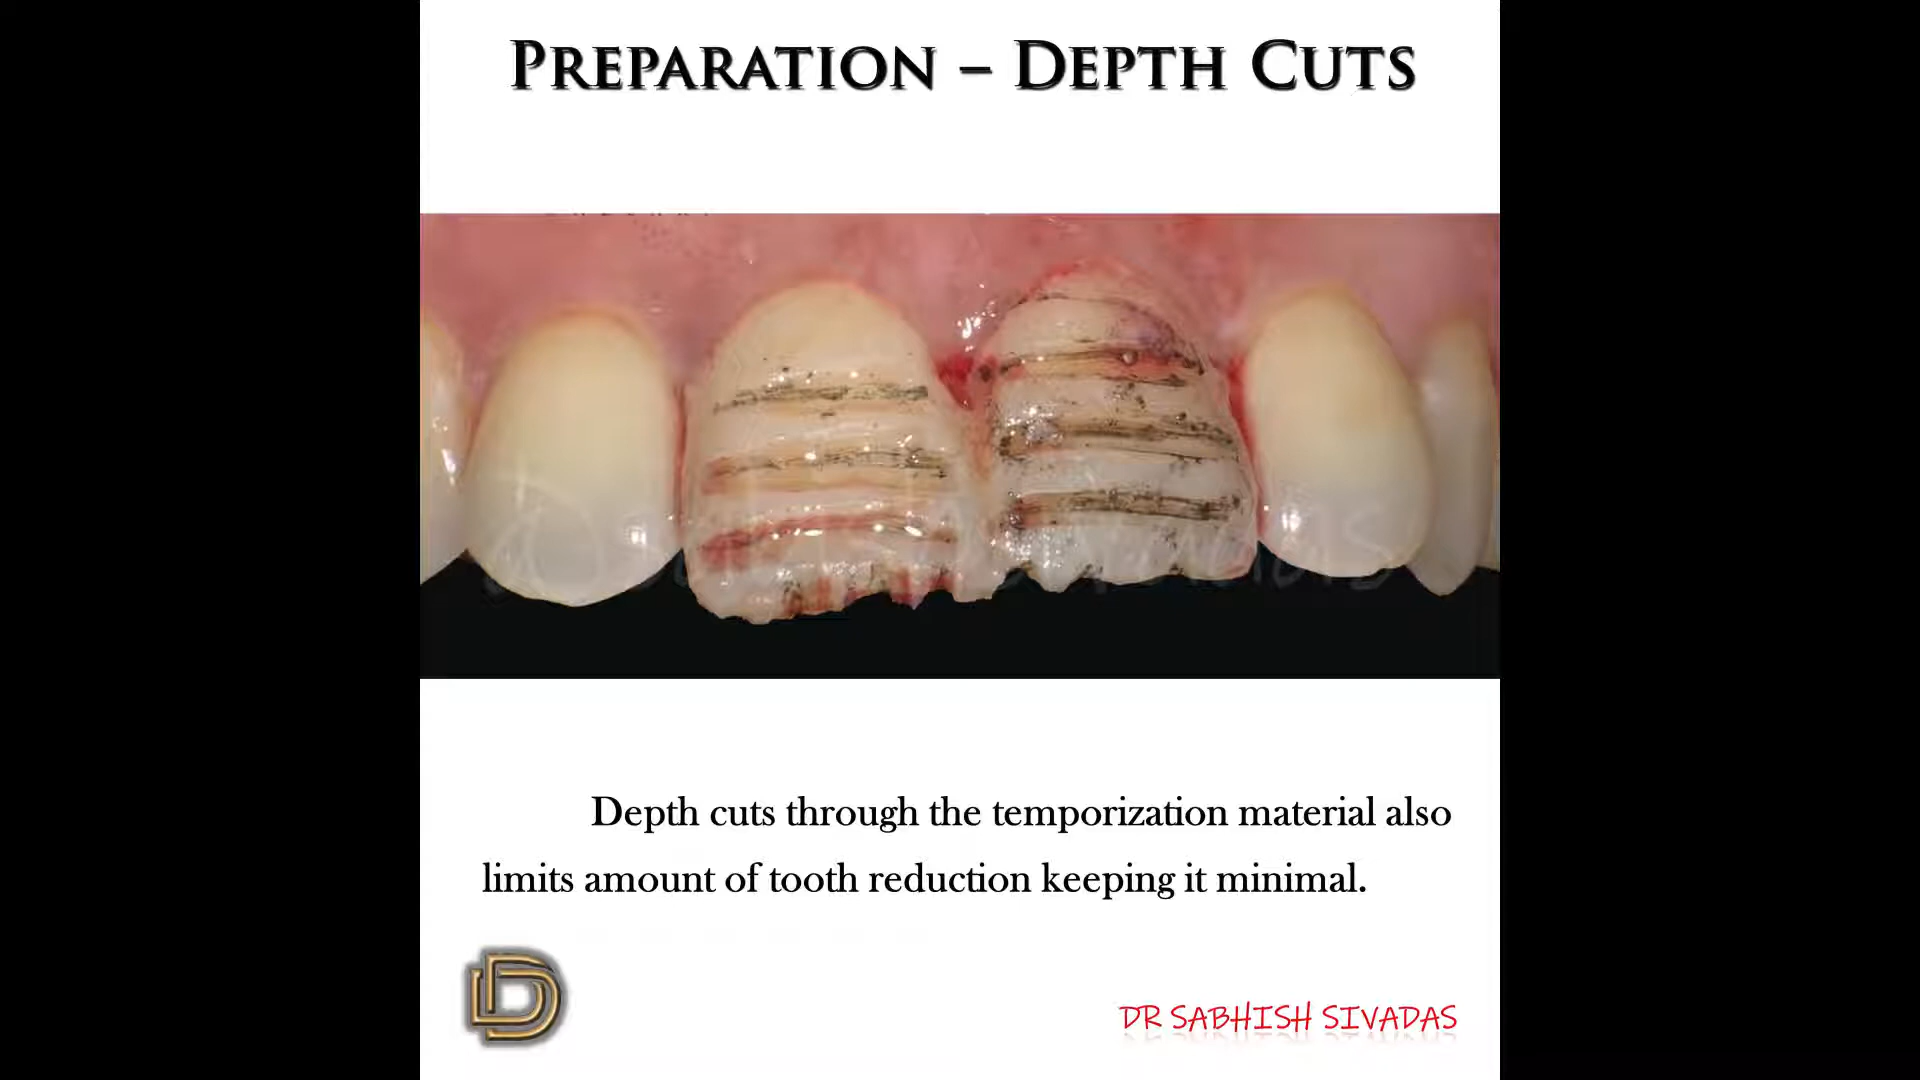 PREPARATION – DEPTH CUTS
Depth cuts through the temporization material also
limits amount of tooth reduction keeping it minimal.
DR SABHISH SIVADAS